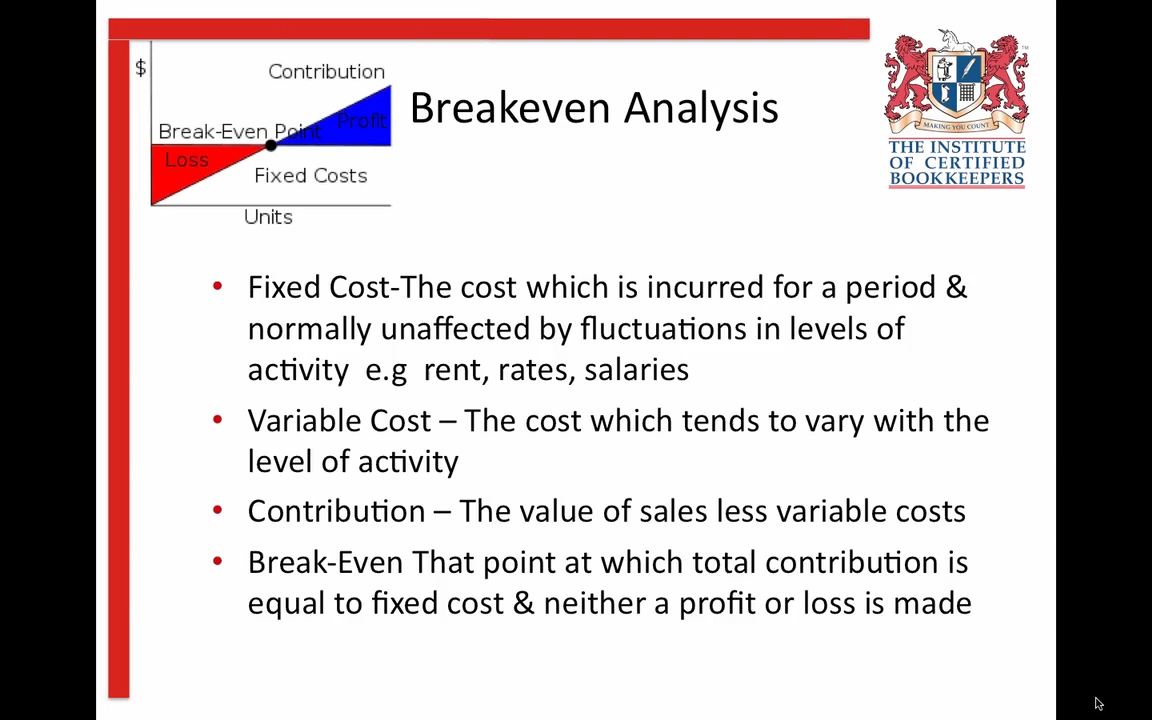 $
Contribution
Profit
Break-Even Point
Loss
Fixed Costs
Units
Breakeven Analysis
MAKING YOU COUNT
TM
THE INSTITUTE
OF CERTIFIED
BOOKKEEPERS
• Fixed Cost-The cost which is incurred for a period &
normally unaffected by fluctuations in levels of
activity  e.g  rent, rates, salaries
• Variable Cost – The cost which tends to vary with the
level of activity
• Contribution – The value of sales less variable costs
• Break-Even That point at which total contribution is
equal to fixed cost & neither a profit or loss is made